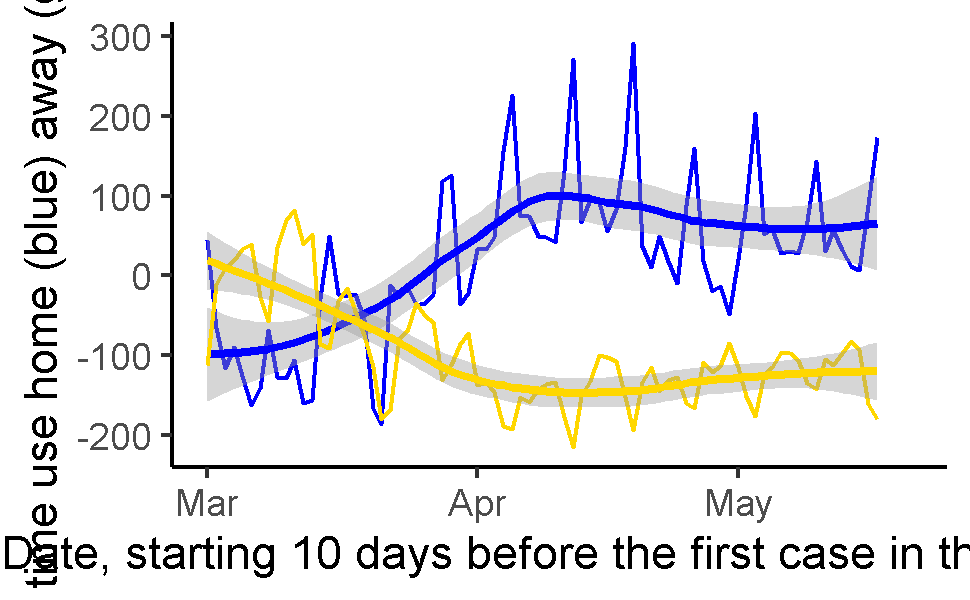 time use home (blue) away (
300
200
100
0
-100
-200
Mar
Apr
May
Date, starting 10 days before the first case in th